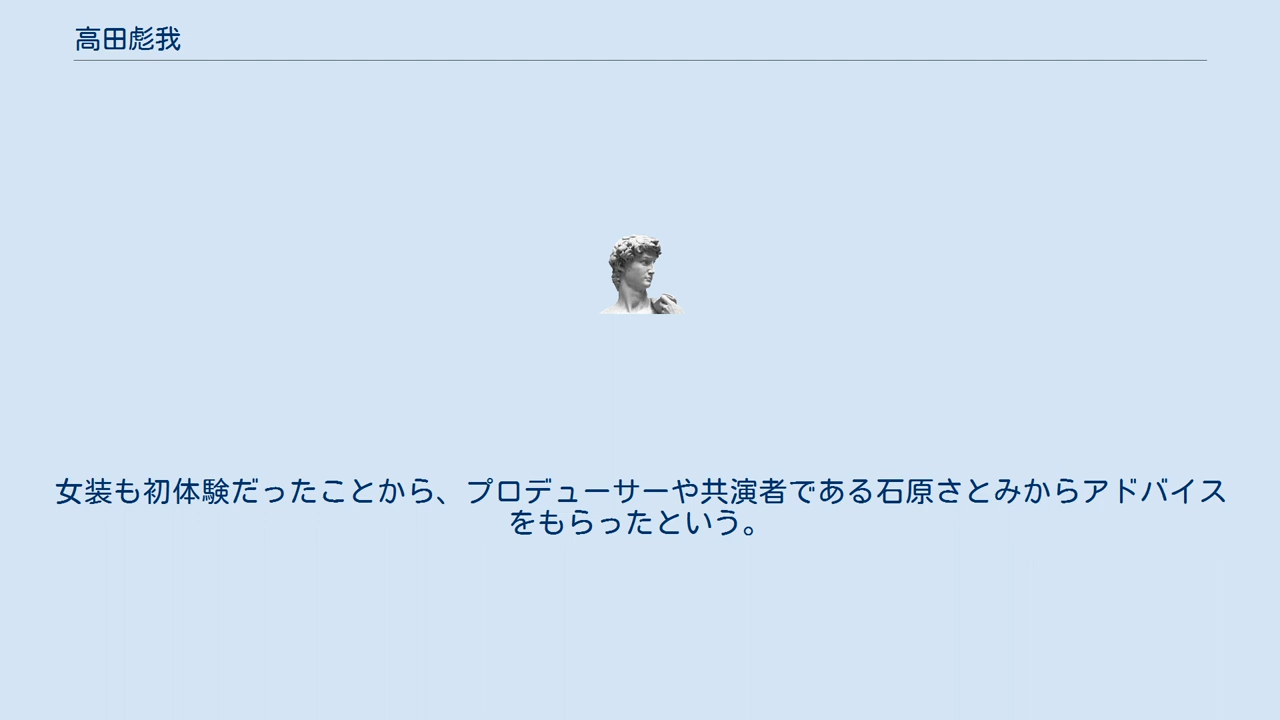 高田彪我
女装も初体験だったことから、プロデューサーや共演者である石原さとみからアドバイス
をもらったという。